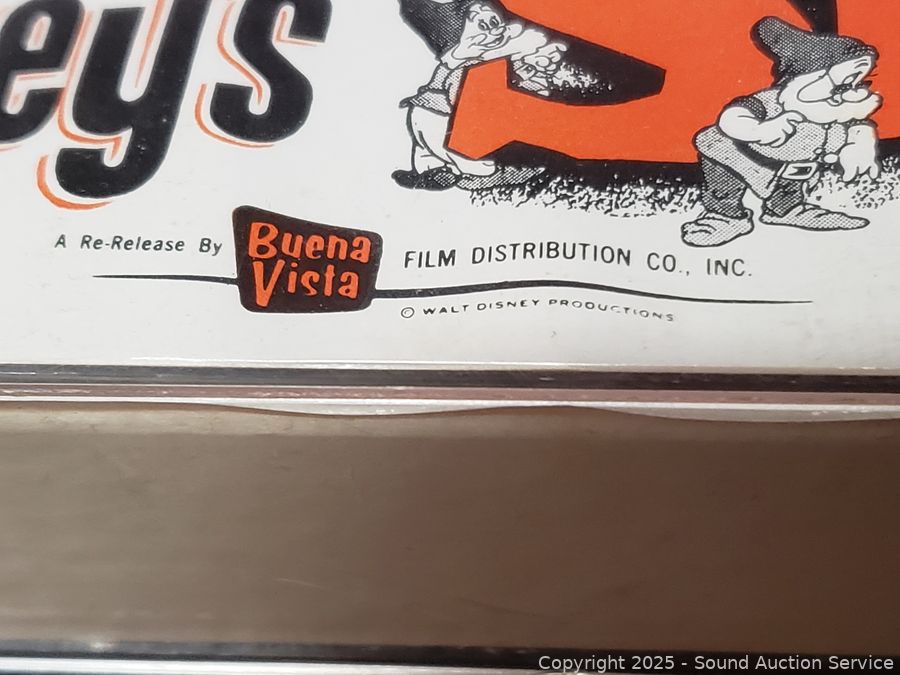 eys
A Re-Release By Buena Vista FILM DISTRIBUTION CO., INC.
© WALT DISNEY PRODUCTIONS
Copyright 2025 - Sound Auction Service